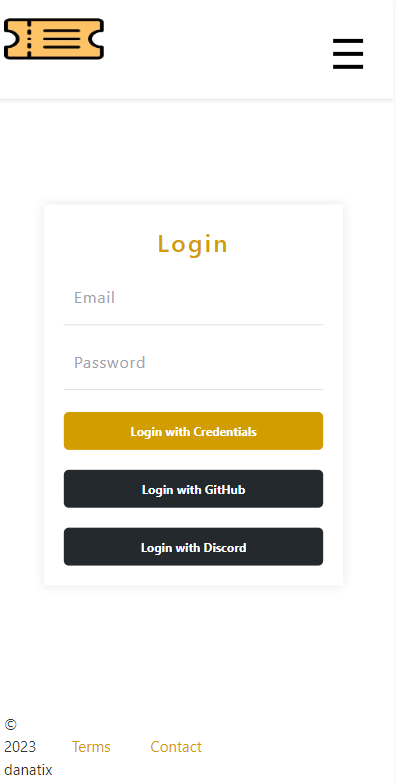 Login
Email
Password
Login with Credentials
Login with GitHub
Login with Discord
©
2023 Terms Contact
danatix